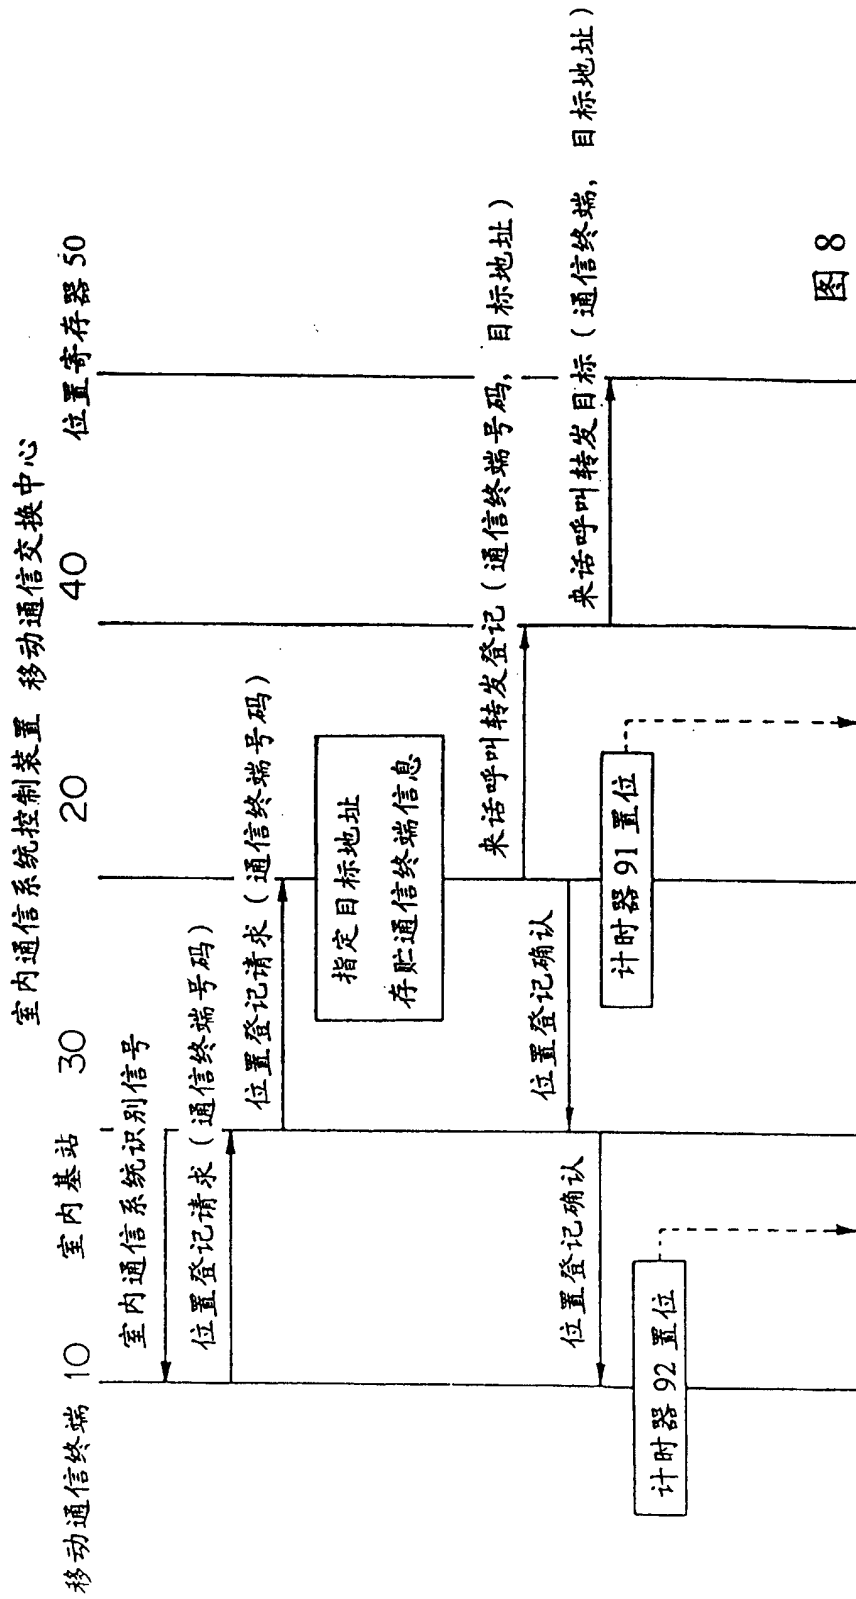 室内通信系统控制装置 移动通信交换中心
移动通信终端 10 室内基站 30 20 40 位置寄存器 50
室内通信系统识别信号
位置登记请求（通信终端号码）
位置登记请求（通信终端号码）
指定目标地址
存贮通信终端信息
来话呼叫转发登记（通信终端号码，目标地址）
位置登记确认
来话呼叫转发目标（通信终端，目标地址）
位置登记确认
计时器 91 置位
计时器 92 置位
图 8